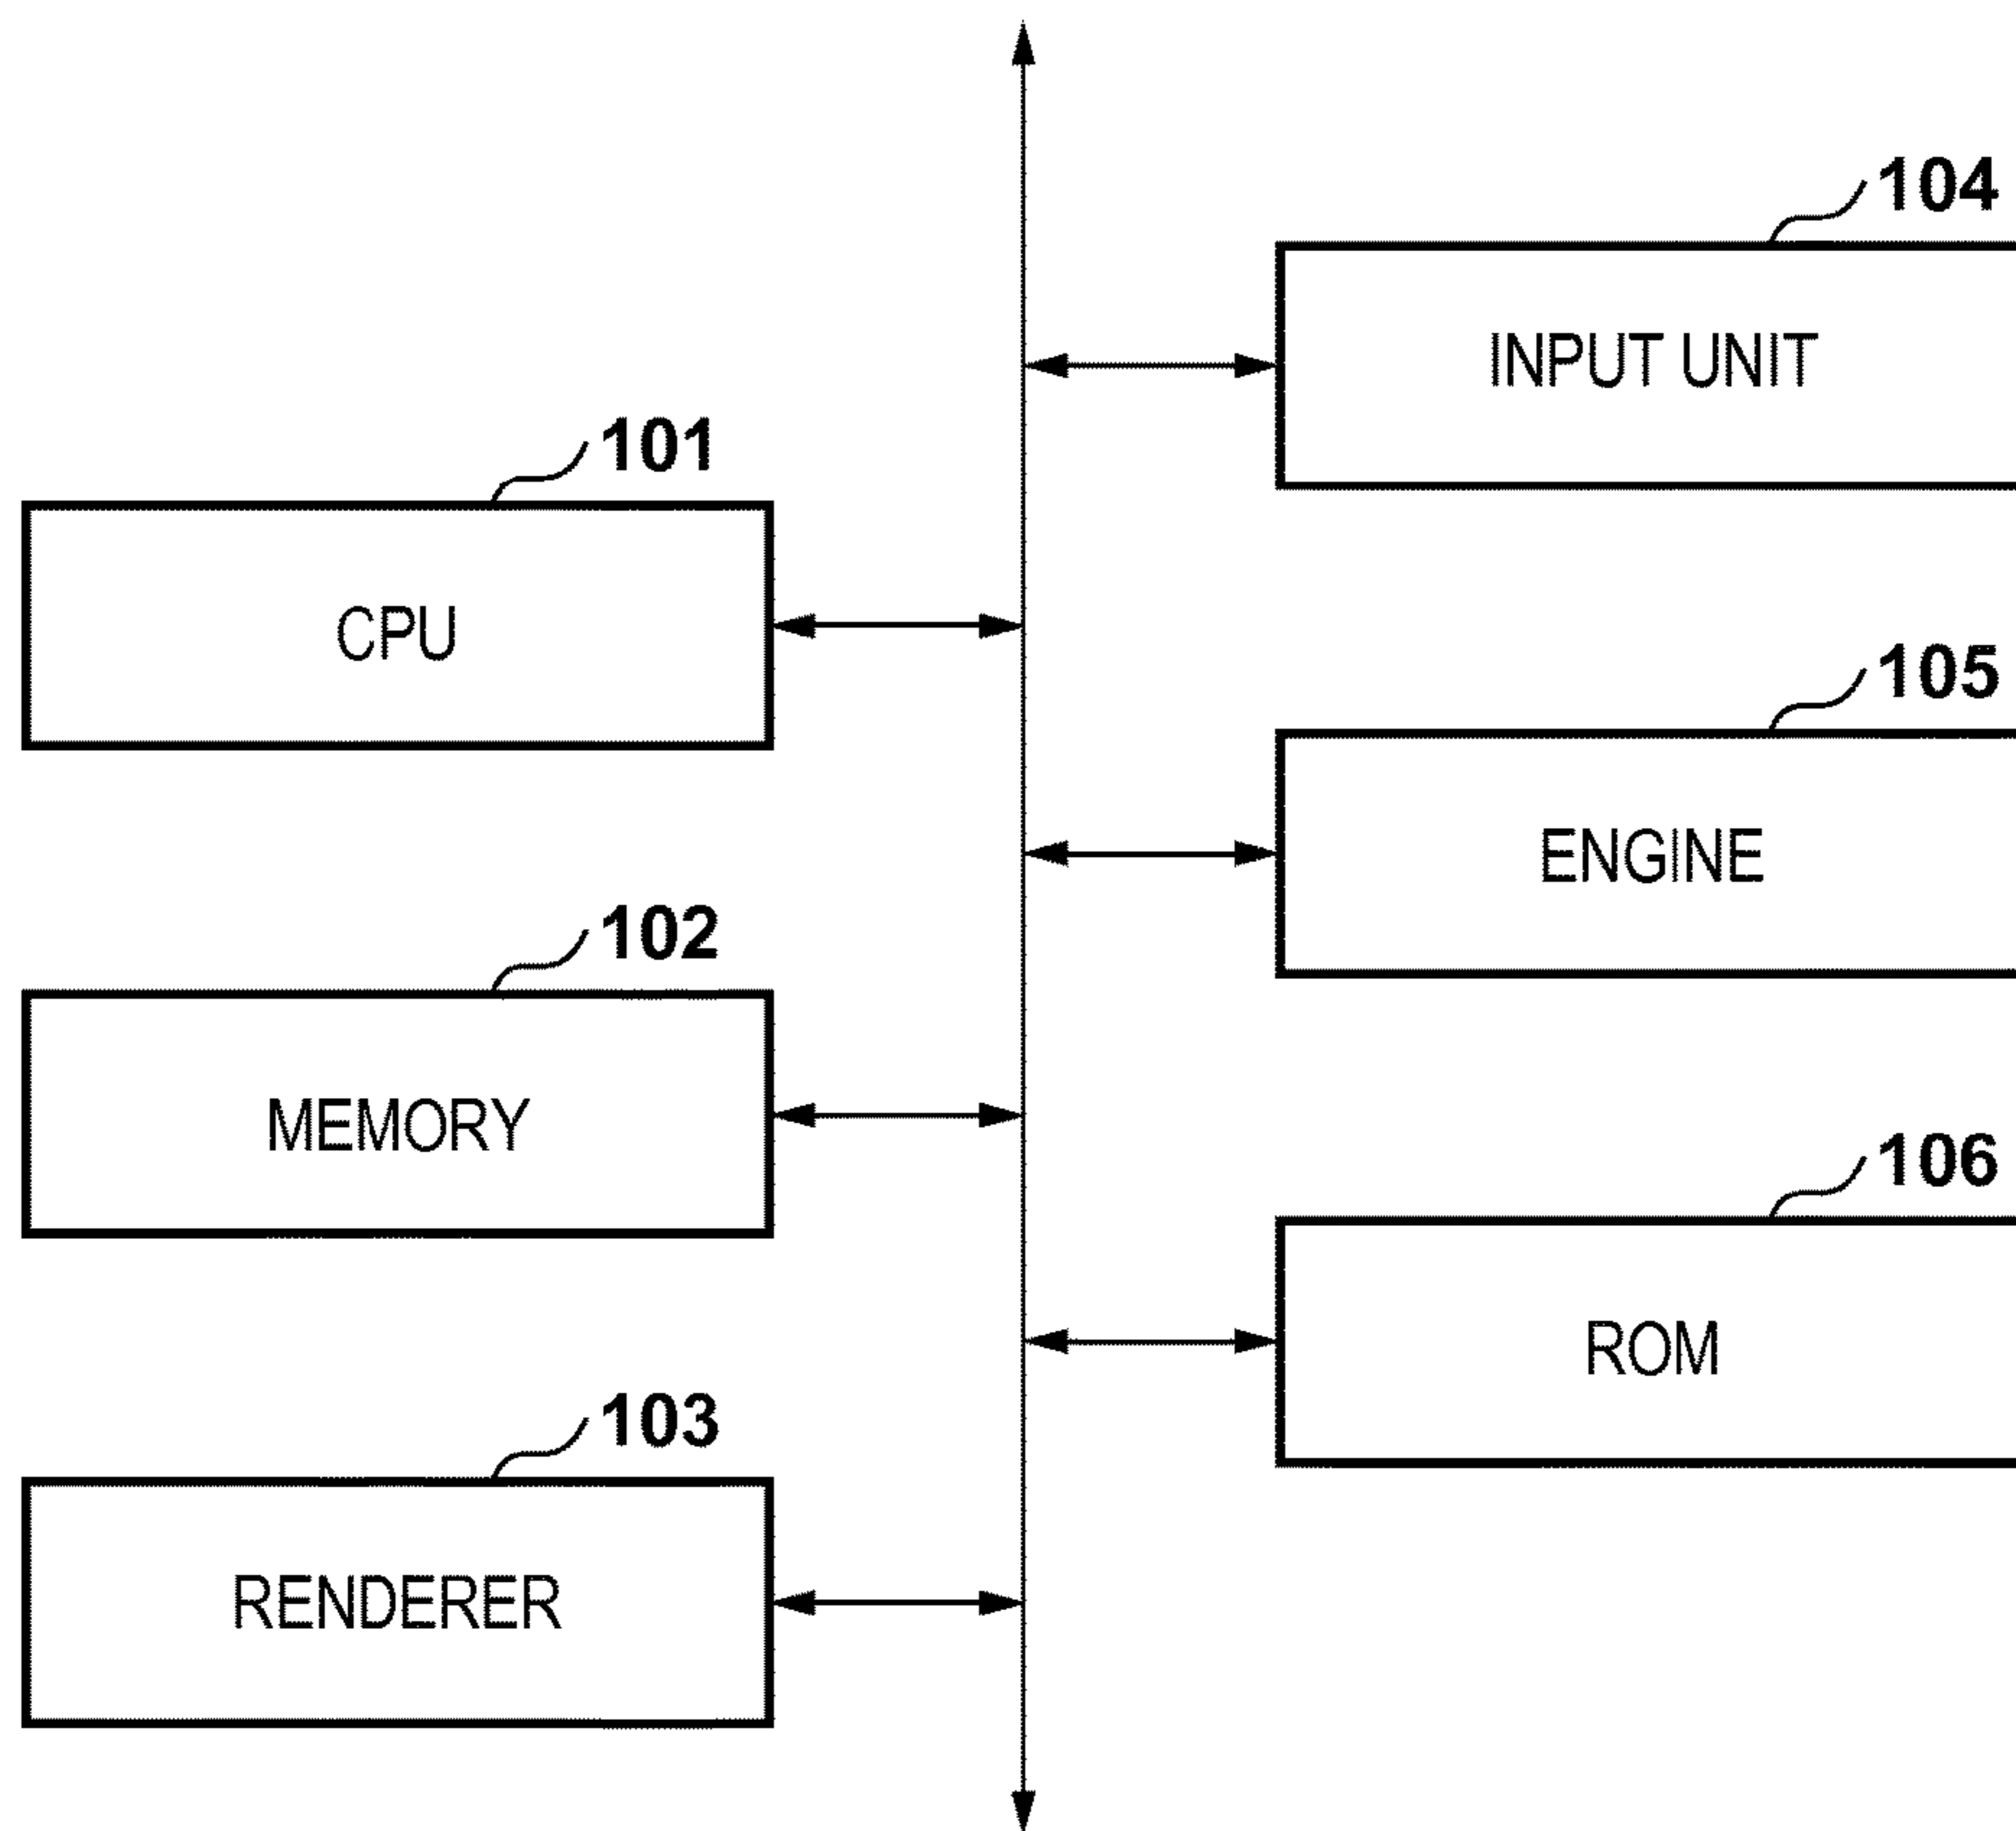 104
INPUT UNIT
101
CPU
105
ENGINE
102
MEMORY
106
ROM
103
RENDERER